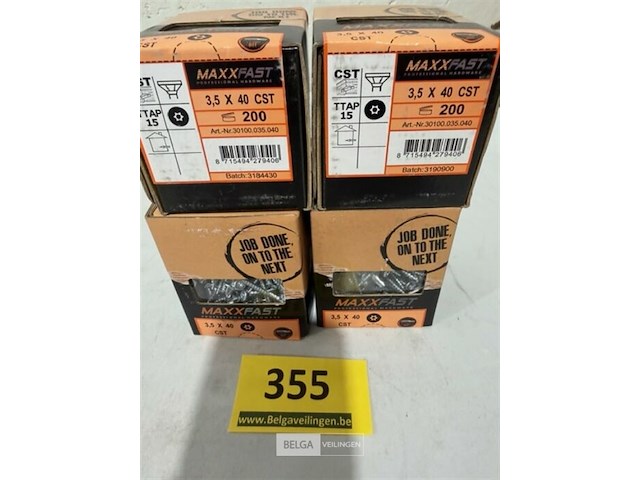 MAXXFAST
PROFESSIONAL HARDWARE
CST
3,5 X 40 CST
TTAP
15
200
Art.-Nr.30100.035.040
8 715494 279406
Batch: 3184430
MAXXFAST
PROFESSIONAL HARDWARE
CST
3,5 X 40 CST
TTAP
15
200
Art.-Nr.30100.035.040
8 715494 279406
Batch: 3190900
JOB DONE,
ON TO THE
NEXT
MAXXFAST
3,5 X 40
CST
JOB DONE,
ON TO THE
NEXT
MAXXFAST
3,5 X 40
CST
355
www.Belgaveilingen.be
BELGA VEILINGEN